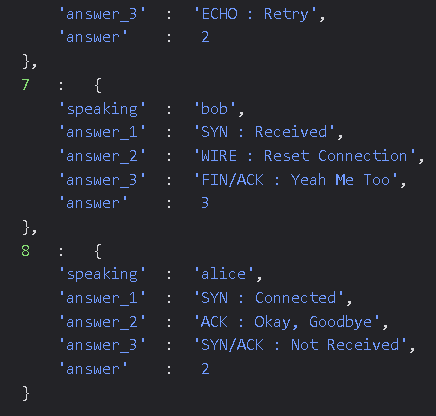 'answer_3' : 'ECHO : Retry',
'answer' : 2
},
7 : {
'speaking' : 'bob',
'answer_1' : 'SYN : Received',
'answer_2' : 'WIRE : Reset Connection',
'answer_3' : 'FIN/ACK : Yeah Me Too',
'answer' : 3
},
8 : {
'speaking' : 'alice',
'answer_1' : 'SYN : Connected',
'answer_2' : 'ACK : Okay, Goodbye',
'answer_3' : 'SYN/ACK : Not Received',
'answer' : 2
}